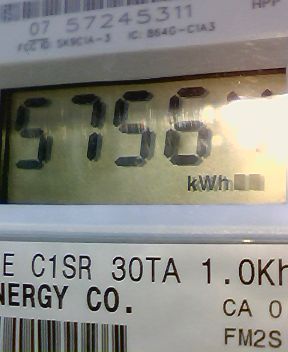 HPP
07 57245311
FCC ID: SK9C1A-3 IC: 864G-C1A3
5756
kWh
E C1SR 30TA 1.0Kh
NERGY CO.
CA 0
FM2S